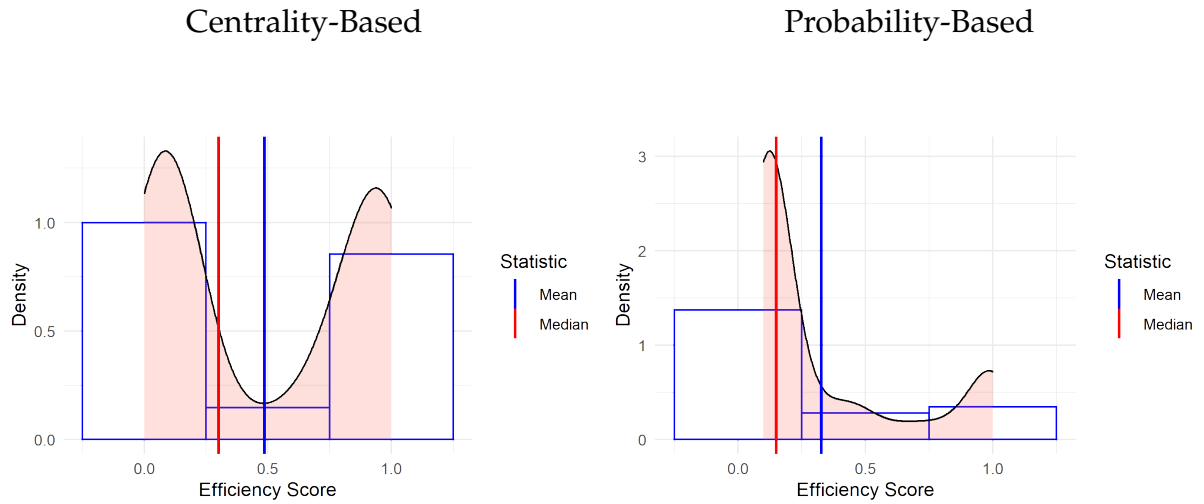 Centrality-Based
Probability-Based
Density
1.0
0.5
0.0
0.0
0.5
1.0
Efficiency Score
Statistic
Mean
Median
Density
3
2
1
0
0.0
0.5
1.0
Efficiency Score
Statistic
Mean
Median